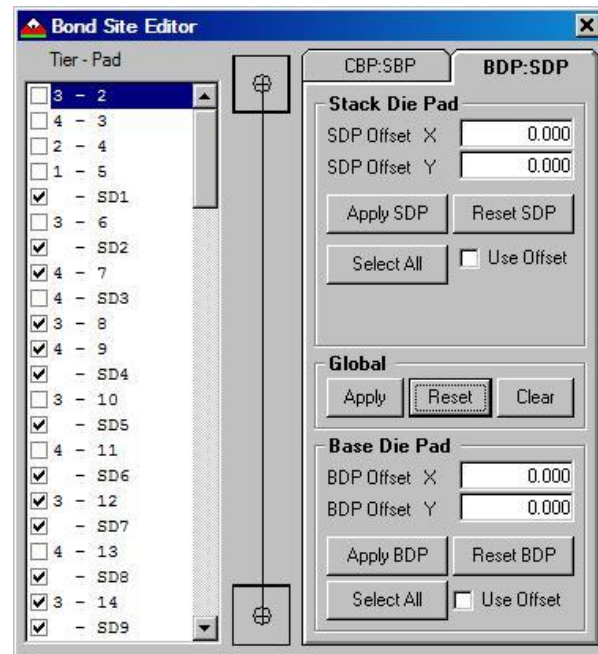 Bond Site Editor
Tier - Pad
3 - 2
4 - 3
2 - 4
1 - 5
- SD1
3 - 6
- SD2
4 - 7
4 - SD3
3 - 8
4 - 9
- SD4
3 - 10
- SD5
4 - 11
- SD6
3 - 12
- SD7
4 - 13
- SD8
3 - 14
- SD9
CBP:SBP BDP:SDP
Stack Die Pad
SDP Offset X 0.000
SDP Offset Y 0.000
Apply SDP Reset SDP
Select All Use Offset
Global
Apply Reset Clear
Base Die Pad
BDP Offset X 0.000
BDP Offset Y 0.000
Apply BDP Reset BDP
Select All Use Offset